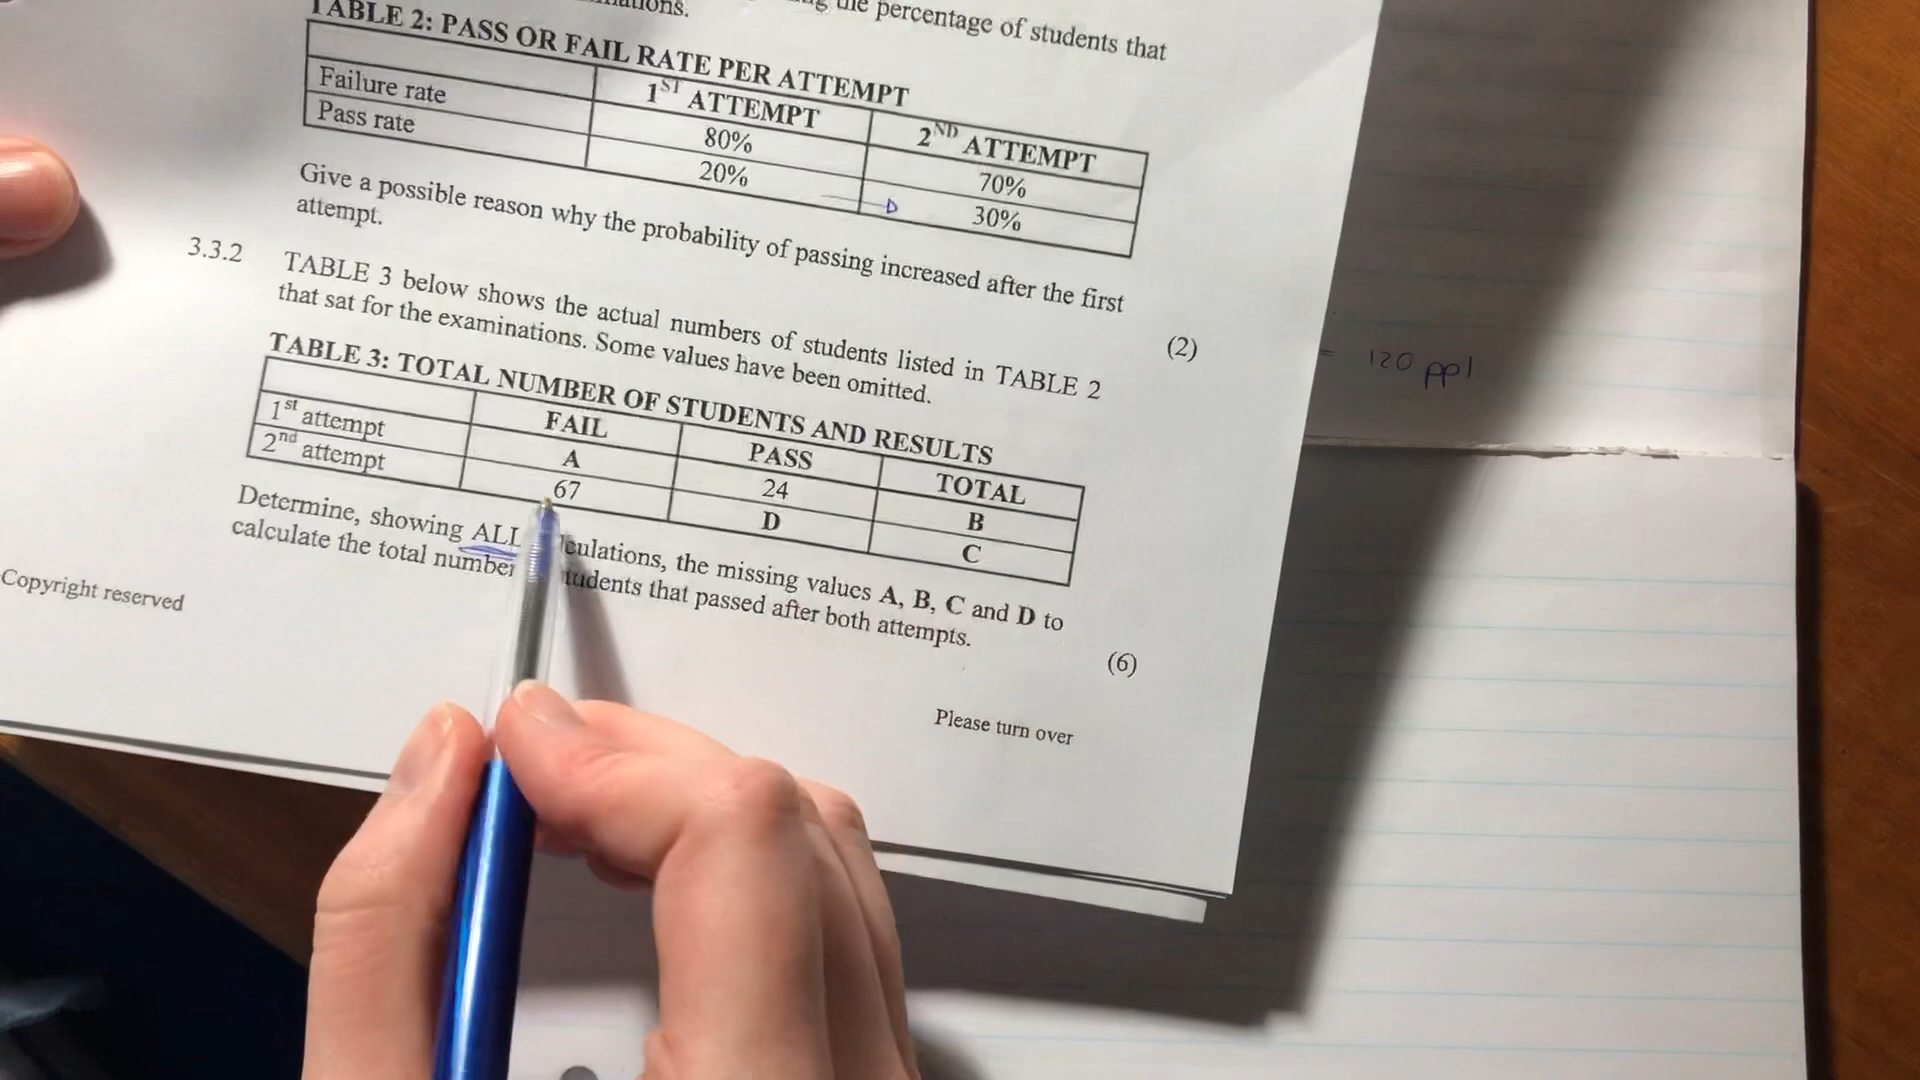 the percentage of students that
TABLE 2: PASS OR FAIL RATE PER ATTEMPT
1ST ATTEMPT 2ND ATTEMPT
Failure rate 80% 70%
Pass rate 20% 30%
Give a possible reason why the probability of passing increased after the first
attempt.
(2)
3.3.2 TABLE 3 below shows the actual numbers of students listed in TABLE 2
that sat for the examinations. Some values have been omitted.
TABLE 3: TOTAL NUMBER OF STUDENTS AND RESULTS
FAIL PASS TOTAL
1st attempt A 24 B
2nd attempt 67 D C
Determine, showing ALL the missing values A, B, C and D to
calculate the total number students that passed after both attempts.
(6)
Copyright reserved
Please turn over
= 120 ppl